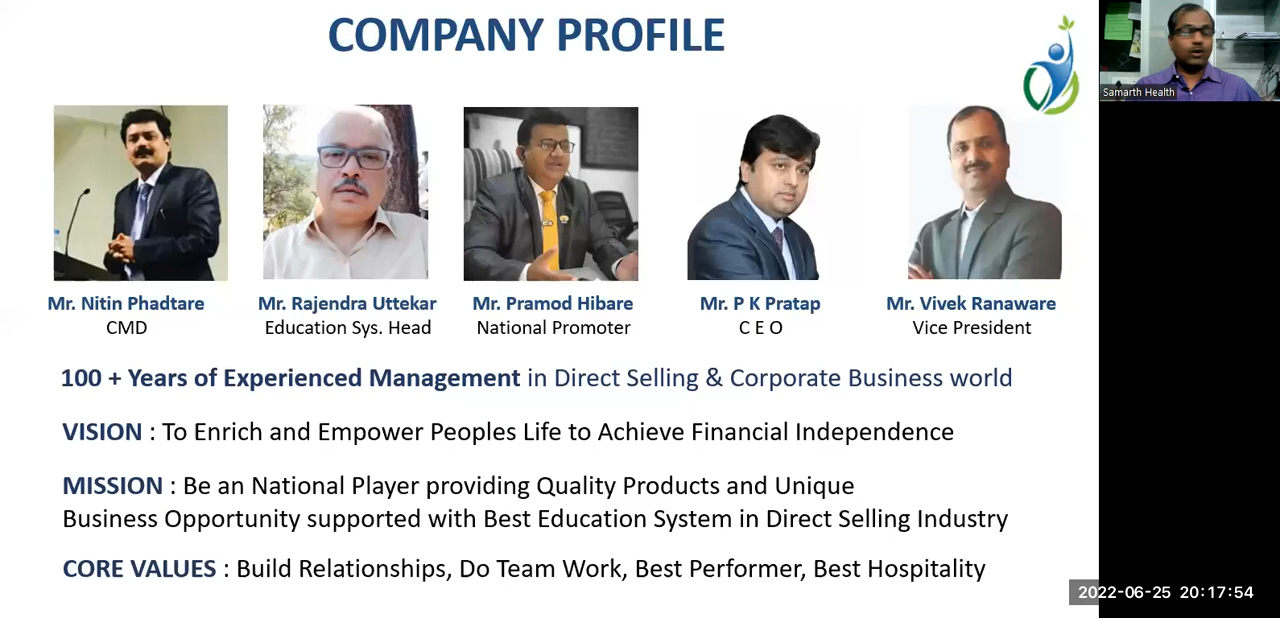 COMPANY PROFILE
Samarth Health
Mr. Nitin Phadtare
CMD
Mr. Rajendra Uttekar
Education Sys. Head
Mr. Pramod Hibare
National Promoter
Mr. P K Pratap
C E O
Mr. Vivek Ranaware
Vice President
100 + Years of Experienced Management in Direct Selling & Corporate Business world
VISION : To Enrich and Empower Peoples Life to Achieve Financial Independence
MISSION : Be an National Player providing Quality Products and Unique
Business Opportunity supported with Best Education System in Direct Selling Industry
CORE VALUES : Build Relationships, Do Team Work, Best Performer, Best Hospitality
2022-06-25 20:17:54